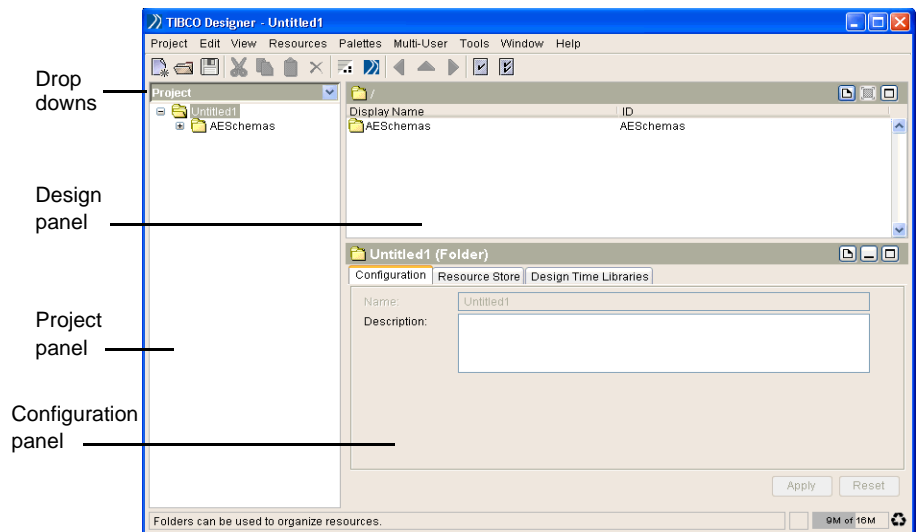 TIBCO Designer - Untitled1
Project Edit View Resources Palettes Multi-User Tools Window Help
Drop
downs
Project
Untitled1
AESchemas
/
Display Name ID
AESchemas AESchemas
Design
panel
Untitled1 (Folder)
Configuration Resource Store Design Time Libraries
Name: Untitled1
Description:
Project
panel
Configuration
panel
Apply Reset
Folders can be used to organize resources.
9M of 16M